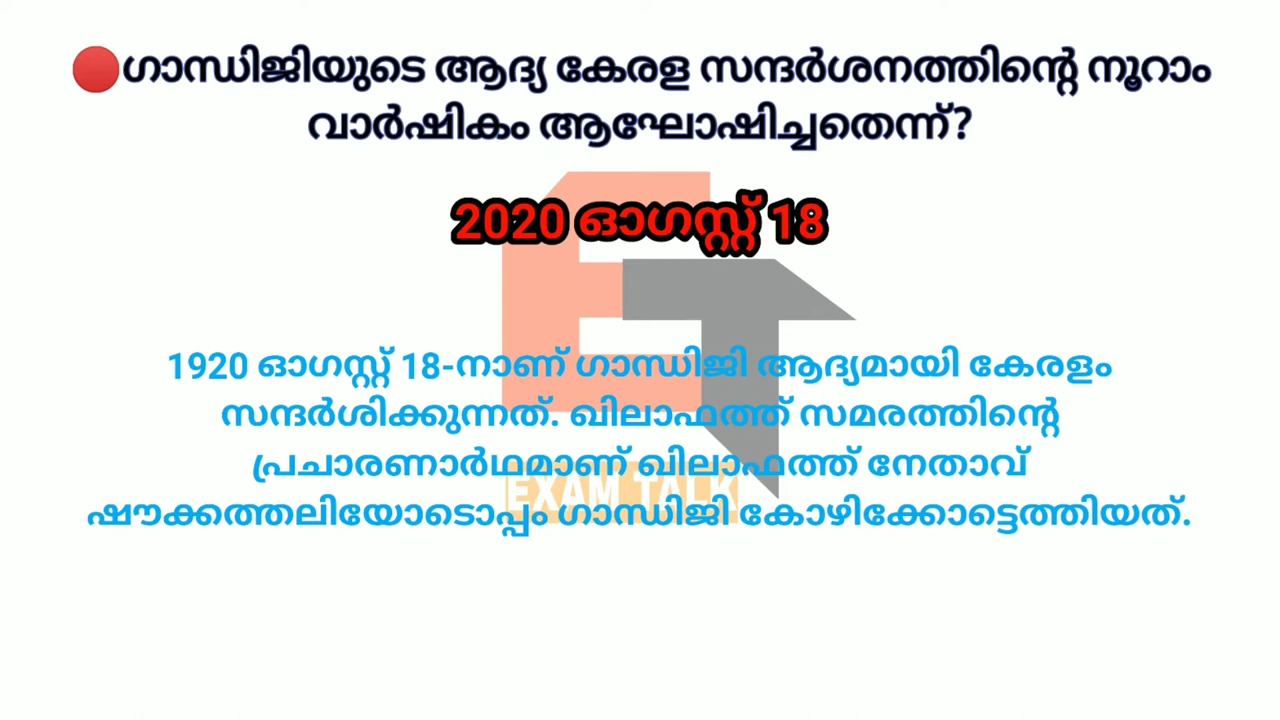 🔴ഗാന്ധിജിയുടെ ആദ്യ കേരള സന്ദർശനത്തിന്റെ നൂറാം
വാർഷികം ആഘോഷിച്ചതെന്ന്?
2020 ഓഗസ്റ്റ് 18
1920 ഓഗസ്റ്റ് 18-നാണ് ഗാന്ധിജി ആദ്യമായി കേരളം
സന്ദർശിക്കുന്നത്. ഖിലാഫത്ത് സമരത്തിന്റെ
പ്രചാരണാർഥമാണ് ഖിലാഫത്ത് നേതാവ്
EXAM TALK
ഷൗക്കത്തലിയോടൊപ്പം ഗാന്ധിജി കോഴിക്കോട്ടെത്തിയത്.